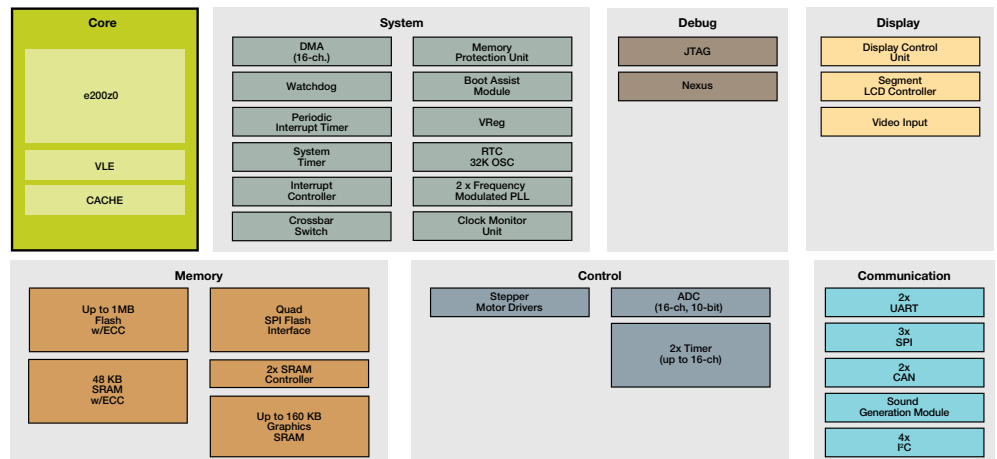 Core
e200z0
VLE
CACHE
System
DMA
(16-ch.)
Watchdog
Periodic
Interrupt Timer
System
Timer
Interrupt
Controller
Crossbar
Switch
Memory
Protection Unit
Boot Assist
Module
VReg
RTC
32K OSC
2 x Frequency
Modulated PLL
Clock Monitor
Unit
Debug
JTAG
Nexus
Display
Display Control
Unit
Segment
LCD Controller
Video Input
Memory
Up to 1MB
Flash
w/ECC
48 KB
SRAM
w/ECC
Quad
SPI Flash
Interface
2x SRAM
Controller
Up to 160 KB
Graphics
SRAM
Control
Stepper
Motor Drivers
ADC
(16-ch, 10-bit)
2x Timer
(up to 16-ch)
Communication
2x
UART
3x
SPI
2x
CAN
Sound
Generation Module
4x
I²C